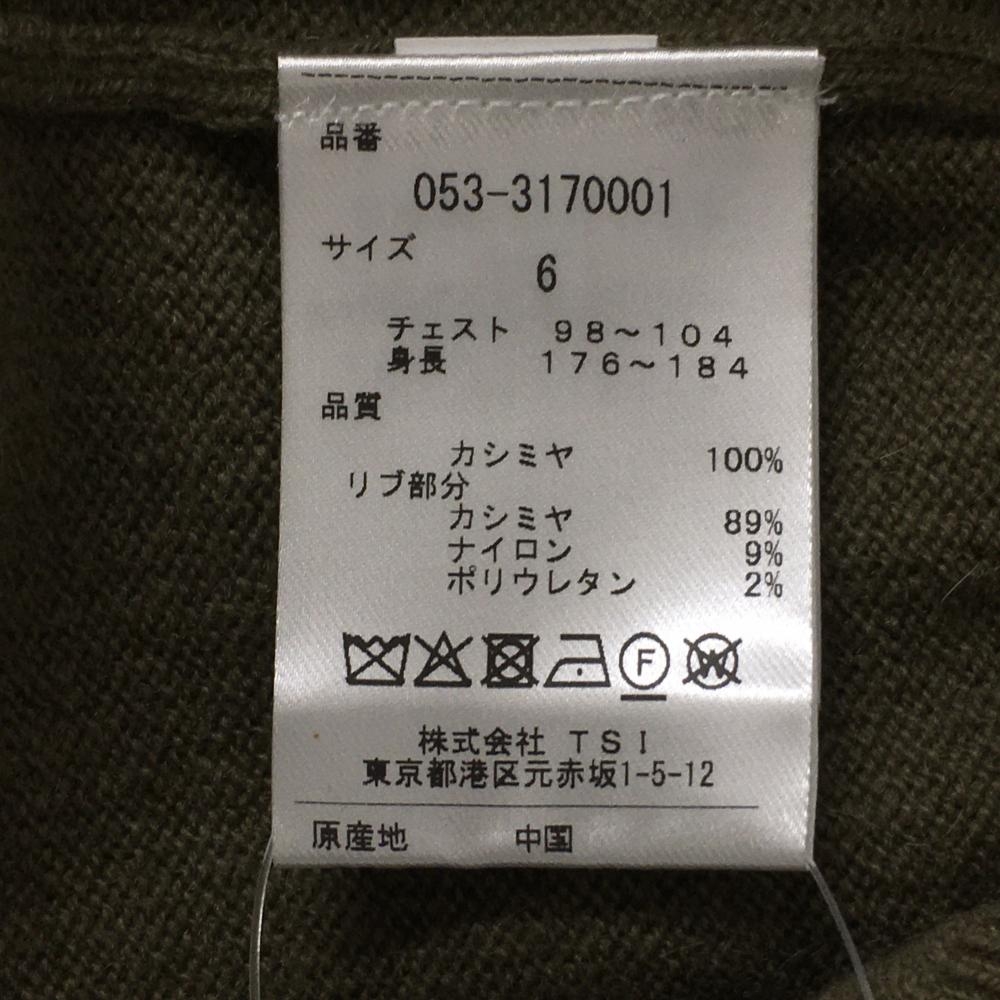 品番
053-3170001
サイズ
6
チェスト 98～104
身長 176～184
品質
カシミヤ 100%
リブ部分
カシミヤ 89%
ナイロン 9%
ポリウレタン 2%
F W
株式会社 TSI
東京都港区元赤坂1-5-12
原産地 中国